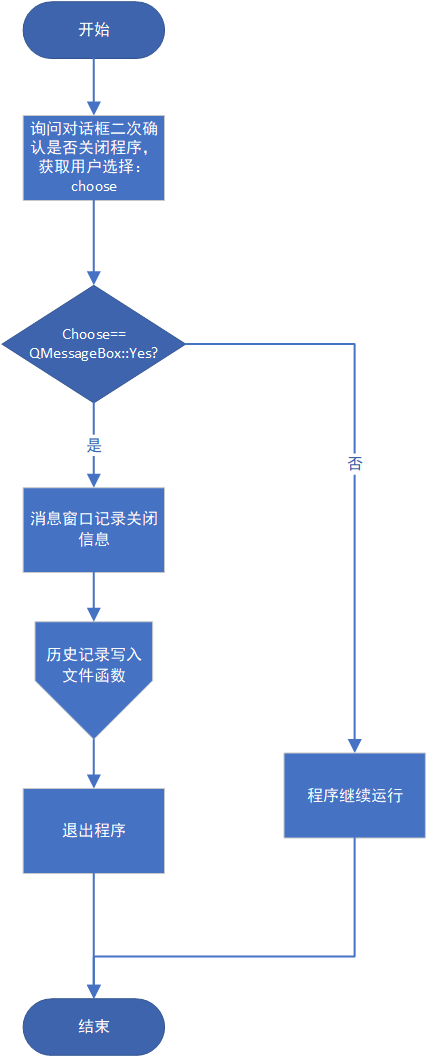 开始
询问对话框二次确
认是否关闭程序，
获取用户选择：
choose
Choose==
QMessageBox::Yes?
是
否
消息窗口记录关闭
信息
历史记录写入
文件函数
程序继续运行
退出程序
结束